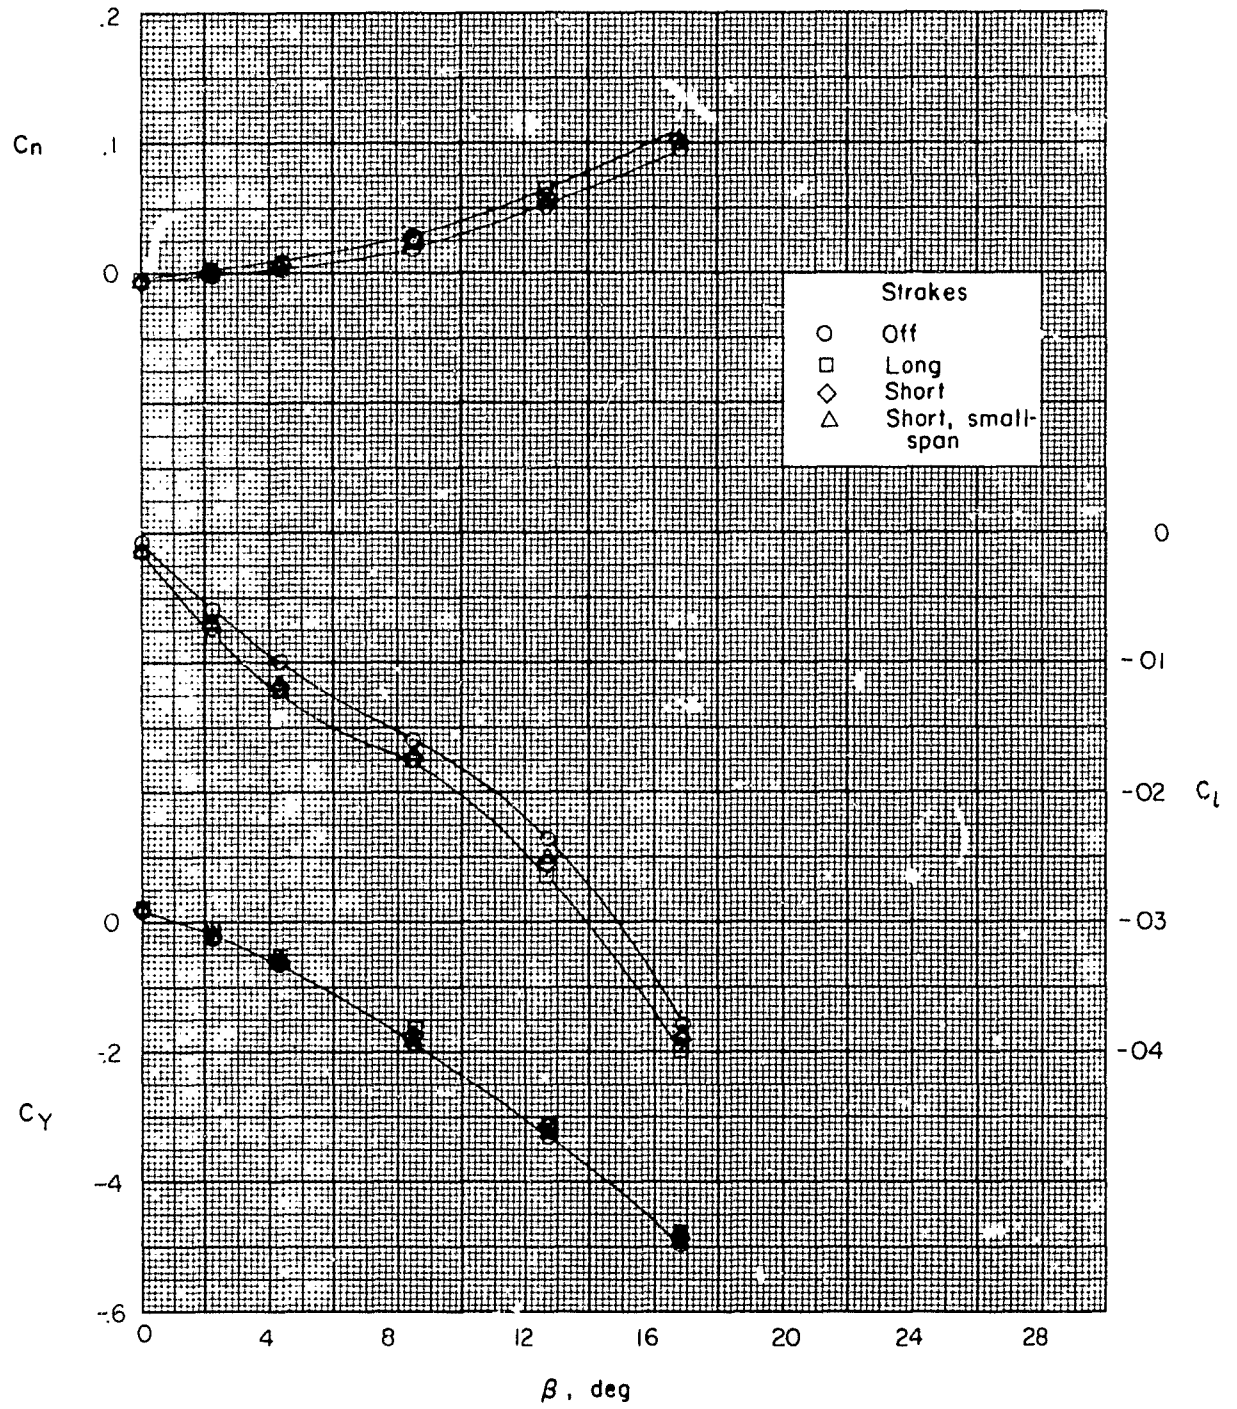 .2
Cn
.1
0
Strakes
Off
Long
Short
Short, small-
span
0
-.01
-.02
Cl
0
-.03
-.2
-.04
CY
-.4
-.6
0 4 8 12 16 20 24 28
β, deg